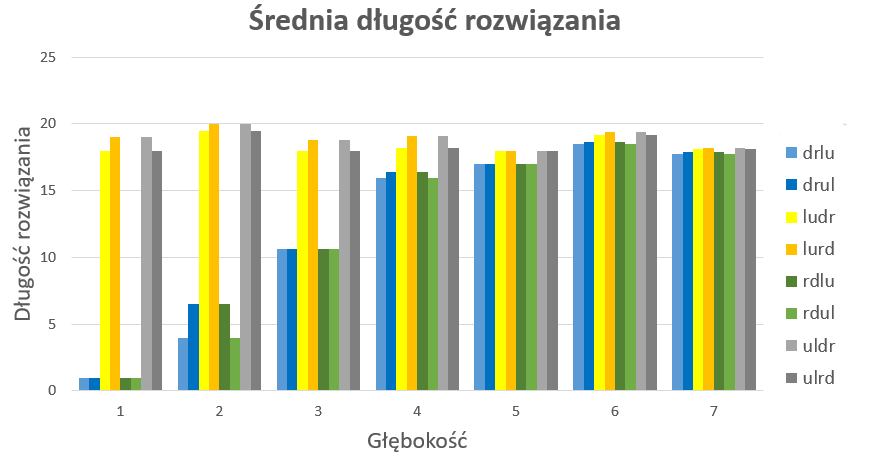 Średnia długość rozwiązania
25
20
15
10
5
0
Długość rozwiązania
1 2 3 4 5 6 7
Głębokość
drlu
drul
ludr
lurd
rdlu
rdul
uldr
ulrd